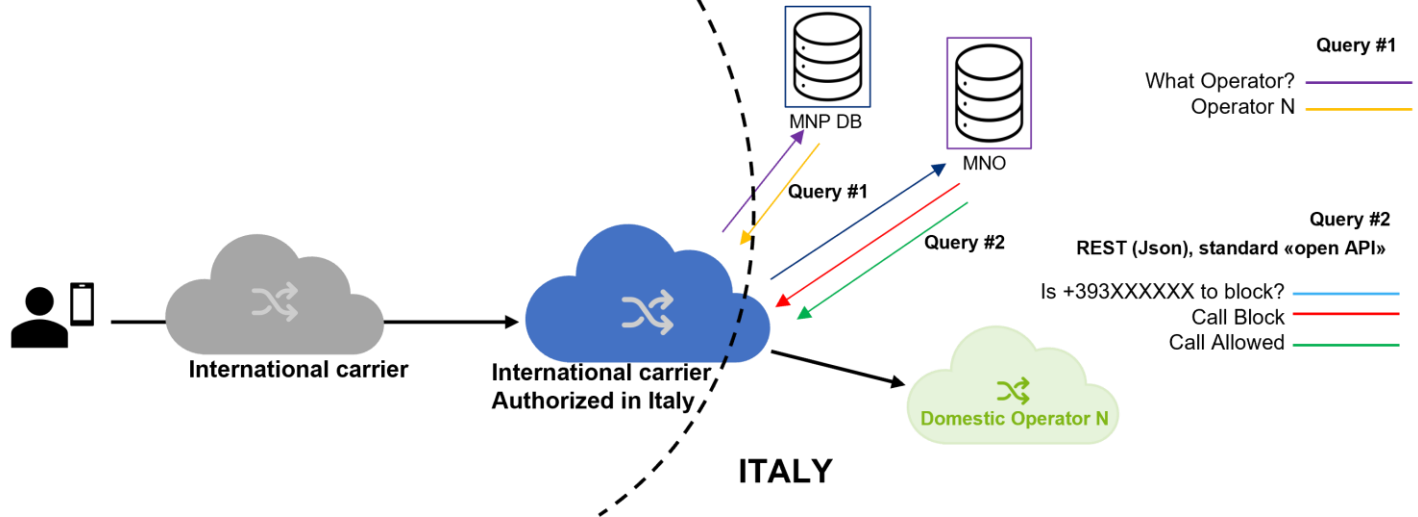 Query #1
What Operator?
Operator N
MNP DB
MNO
Query #1
Query #2
Query #2
REST (Json), standard «open API»
Is +393XXXXXX to block?
Call Block
Call Allowed
International carrier
International carrier
Authorized in Italy
Domestic Operator N
ITALY